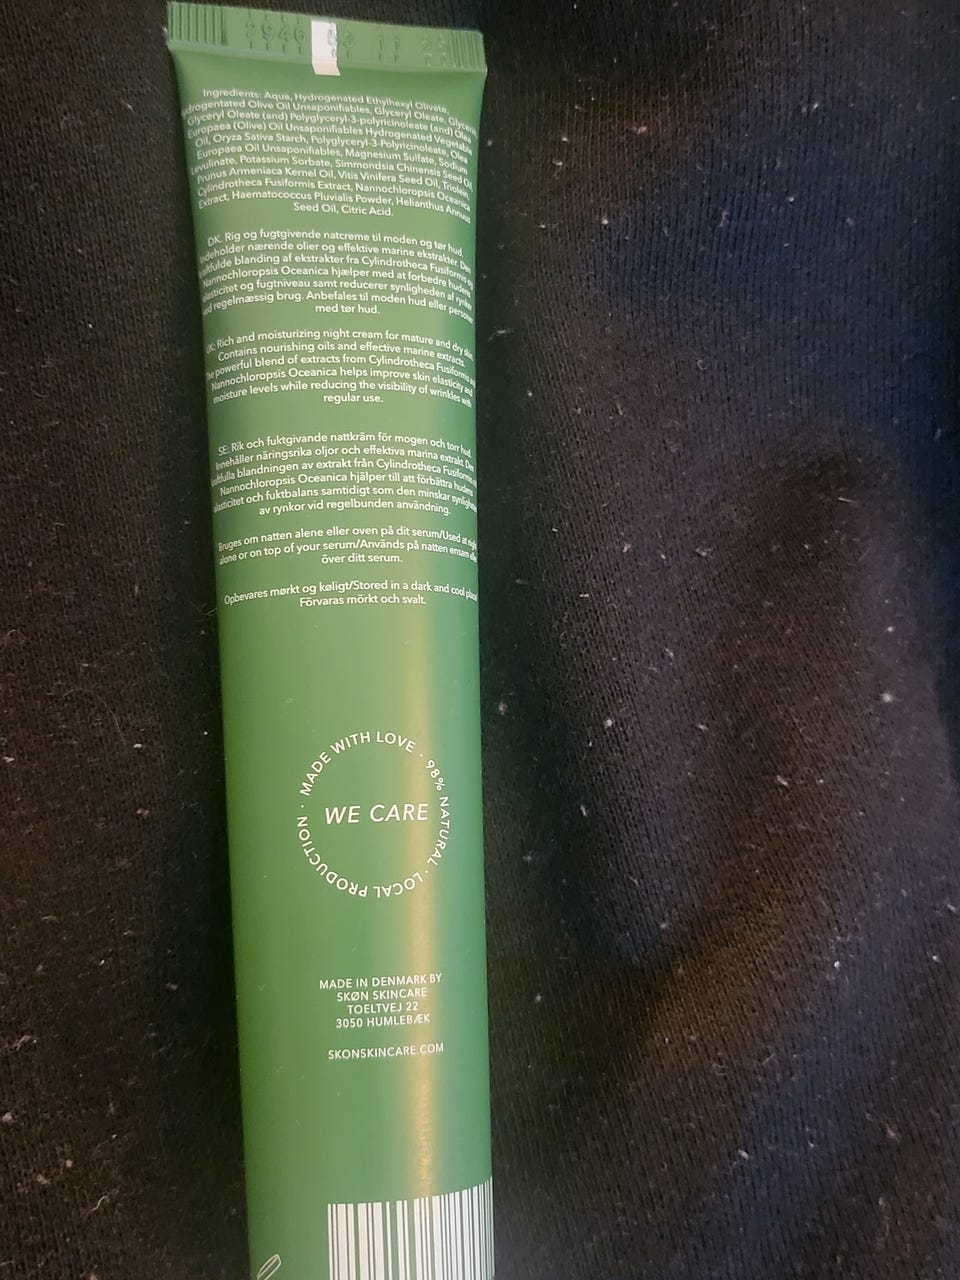 11 25
Ingredients: Aqua, Hydrogenated Ethylhexyl Olivate,
Hydrogentated Olive Oil Unsaponifiables, Glyceryl Oleate,
Glyceryl Oleate (and) Polyglyceryl-3-polyricinoleate (and) Olea
Europaea (Olive) Oil Unsaponifiables Hydrogenated Vegetable
Oil, Oryza Sativa Starch, Polyglyceryl-3-Polyricinoleate, Olea
Europaea Oil Unsaponifiables, Magnesium Sulfate, Sodium
Levulinate, Potassium Sorbate, Simmondsia Chinensis Seed Oil,
Prunus Armeniaca Kernel Oil, Vitis Vinifera Seed Oil, Triolein,
Cylindrotheca Fusiformis Extract, Nannochloropsis Oceanica
Extract, Haematococcus Pluvialis Powder, Helianthus Annuus
Seed Oil, Citric Acid.
DK. Rig og fugtgivende natcreme til moden og tør hud.
Indeholder nærende olier og effektive marine ekstrakter. Den
kraftfulde blanding af ekstrakter fra Cylindrotheca Fusiformis og
Nannochloropsis Oceanica hjælper med at forbedre hudens
elasticitet og fugtniveau samt reducerer synligheden af rynker
ved regelmæssig brug. Anbefales til moden hud eller personer
med tør hud.
UK: Rich and moisturizing night cream for mature and dry skin.
Contains nourishing oils and effective marine extracts.
The powerful blend of extracts from Cylindrotheca Fusiformis and
Nannochloropsis Oceanica helps improve skin elasticity and
moisture levels while reducing the visibility of wrinkles with
regular use.
SE: Rik och fuktgivande nattkräm för mogen och torr hud.
Innehåller näringsrika oljor och effektiva marina extrakt. Den
kraftfulla blandningen av extrakt från Cylindrotheca Fusiformis
Nannochloropsis Oceanica hjälper till att förbättra hudens
elasticitet och fuktbalans samtidigt som den minskar synligheten
av rynkor vid regelbunden användning.
Bruges om natten alene eller oven på dit serum/Used at night
alone or on top of your serum/Används på natten ensam eller
över ditt serum.
Opbevares mørkt og køligt/Stored in a dark and cool place/
Förvaras mörkt och svalt.
MADE WITH LOVE · 98% NATURAL · LOCAL PRODUCTION ·
WE CARE
MADE IN DENMARK BY
SKØN SKINCARE
TOELTVEJ 22
3050 HUMLEBÆK
SKONSKINCARE.COM